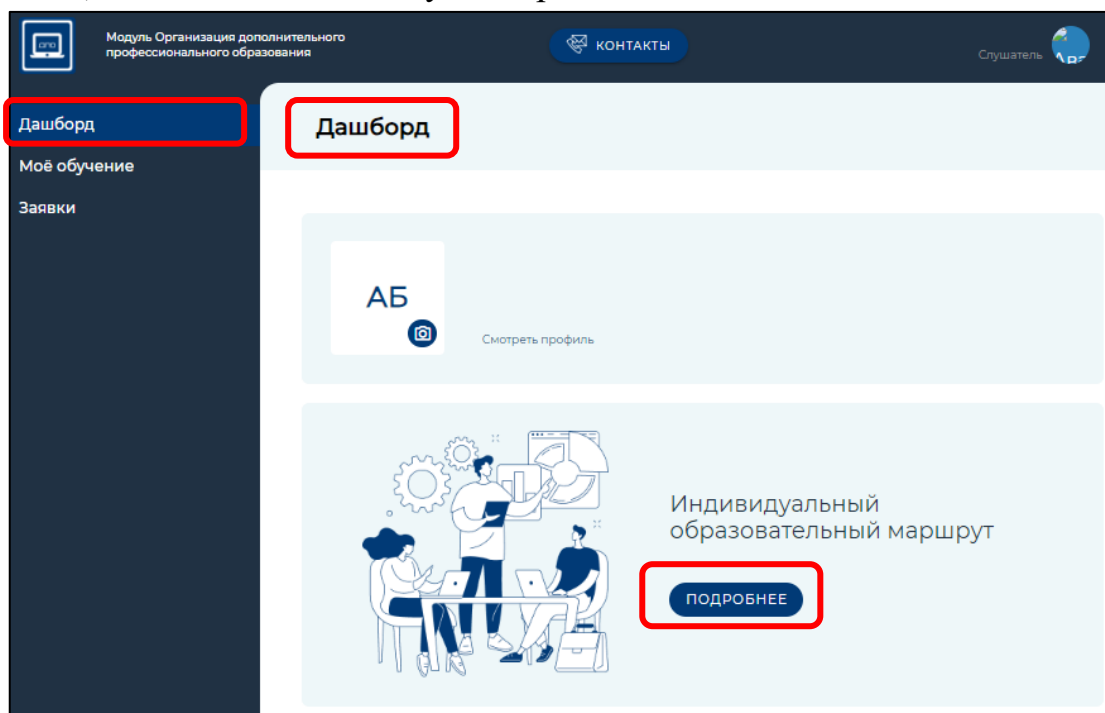 Модуль Организация дополнительного
профессионального образования
КОНТАКТЫ
Слушатель
Дашборд
Моё обучение
Заявки
Дашборд
АБ
Смотреть профиль
Индивидуальный
образовательный маршрут
ПОДРОБНЕЕ